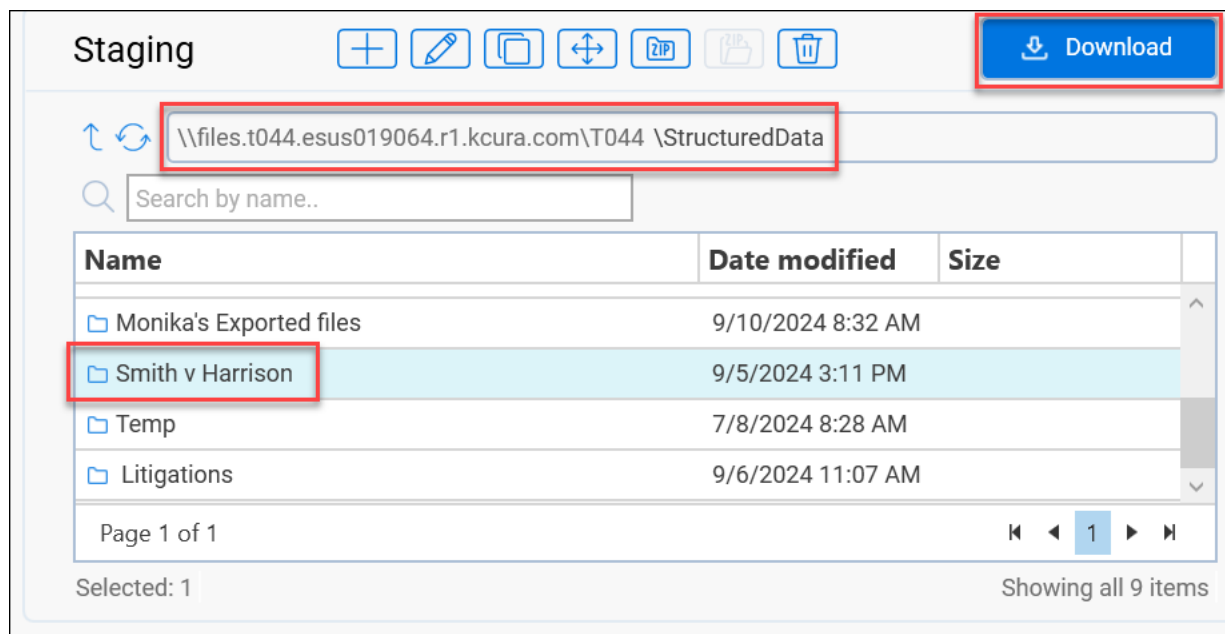 Staging ZIP ZIP Download
\\files.t044.esus019064.r1.kcura.com\T044 \StructuredData
Search by name..
Name Date modified Size
Monika's Exported files 9/10/2024 8:32 AM
Smith v Harrison 9/5/2024 3:11 PM
Temp 7/8/2024 8:28 AM
Litigations 9/6/2024 11:07 AM
Page 1 of 1 1
Selected: 1 Showing all 9 items